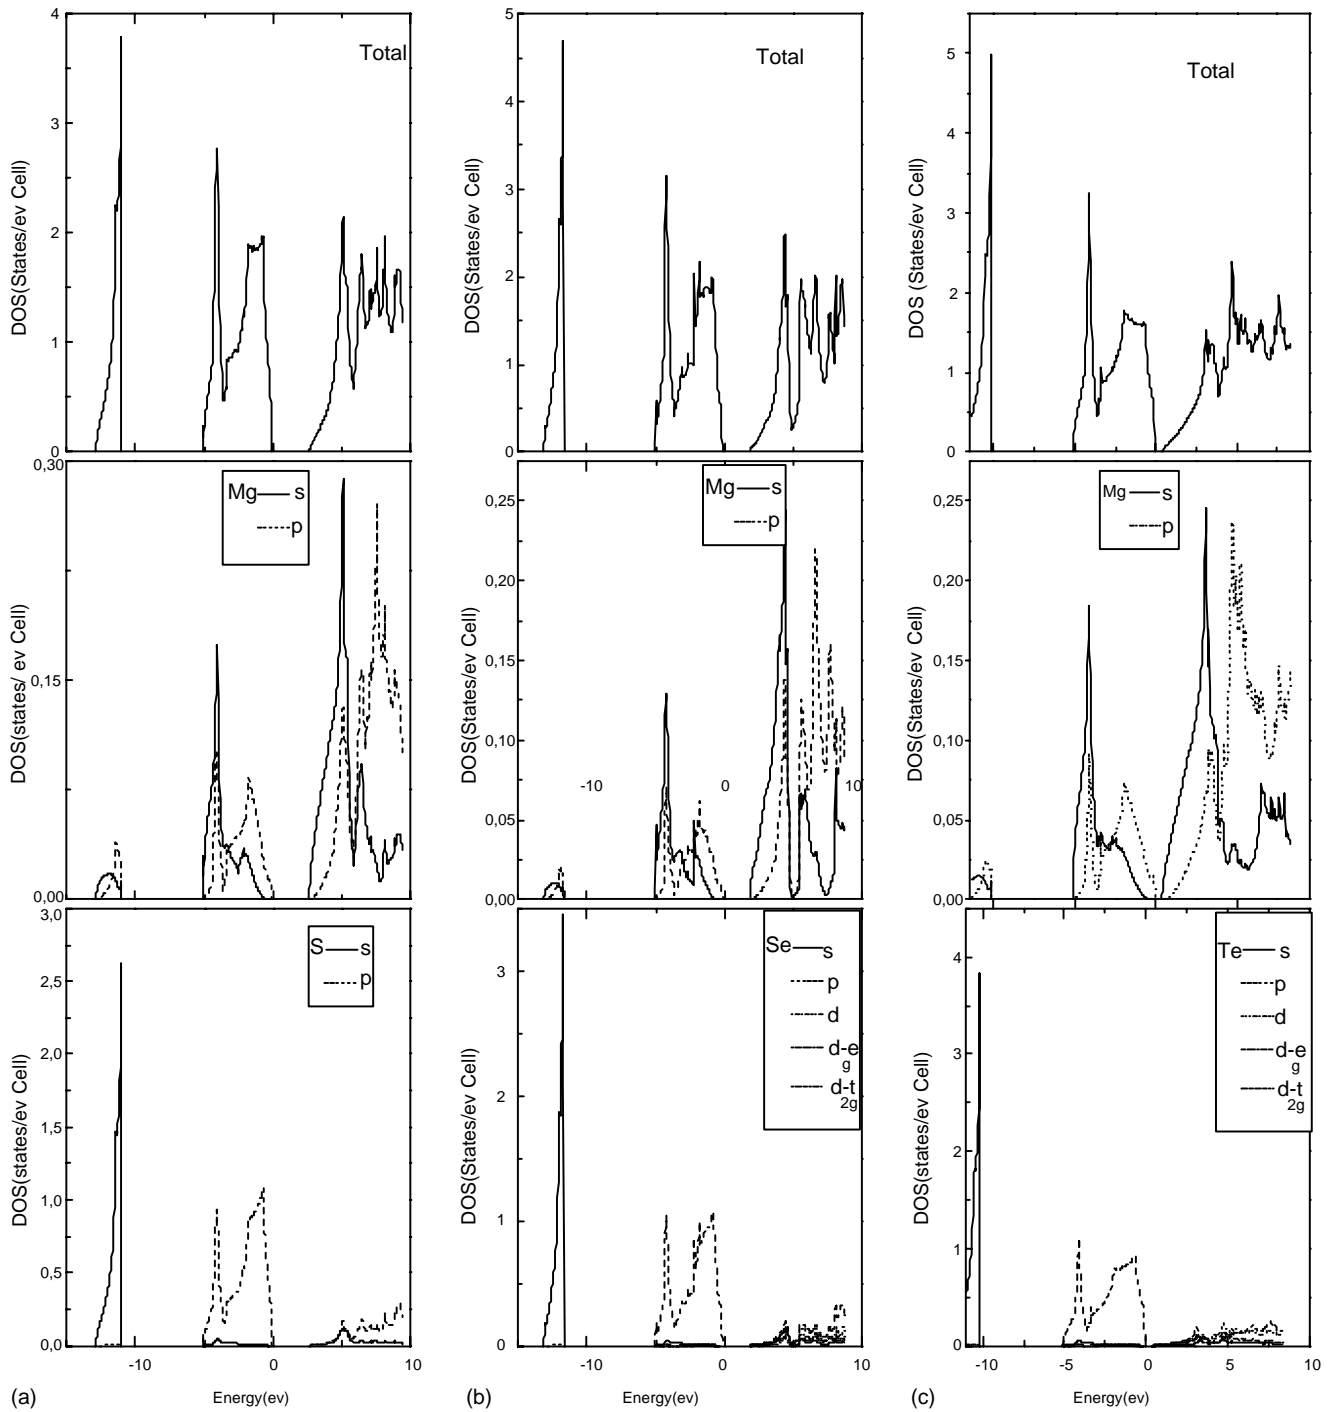 4
3
2
1
0
DOS(States/ev Cell)
Total
5
4
3
2
1
0
DOS(States/ev Cell)
Total
5
4
3
2
1
0
DOS (States/ev Cell)
Total
0,30
0,15
0,00
DOS(states/ ev Cell)
Mg s
p
0,25
0,20
0,15
0,10
0,05
0,00
DOS(States/ev Cell)
Mg s
p
-10 0 10
0,25
0,20
0,15
0,10
0,05
0,00
DOS(States/ev Cell)
Mg s
p
3,0
2,5
2,0
1,5
1,0
0,5
0,0
DOS(states/ev Cell)
S s
p
-10 0 10
Energy(ev)
(a)
3
2
1
0
DOS(States/ev Cell)
Se s
p
d
d-e
g
d-t
2g
-10 0 10
Energy(ev)
(b)
4
3
2
1
0
DOS(states/ev Cell)
Te s
p
d
d-e
g
d-t
2g
-10 -5 0 5 10
Energy(ev)
(c)